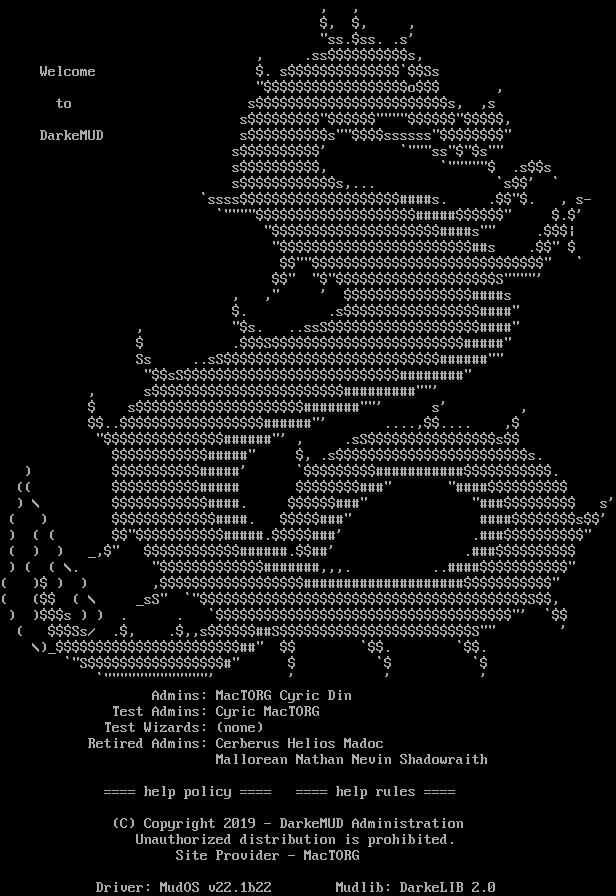 Welcome
to
DarkeMUD
Admins: MacTORG Cyric Din
Test Admins: Cyric MacTORG
Test Wizards: (none)
Retired Admins: Cerberus Helios Madoc
Mallorean Nathan Nevin Shadowraith
==== help policy ==== ==== help rules ====
(C) Copyright 2019 - DarkeMUD Administration
Unauthorized distribution is prohibited.
Site Provider - MacTORG
Driver: MudOS v22.1b22 Mudlib: DarkeLIB 2.0